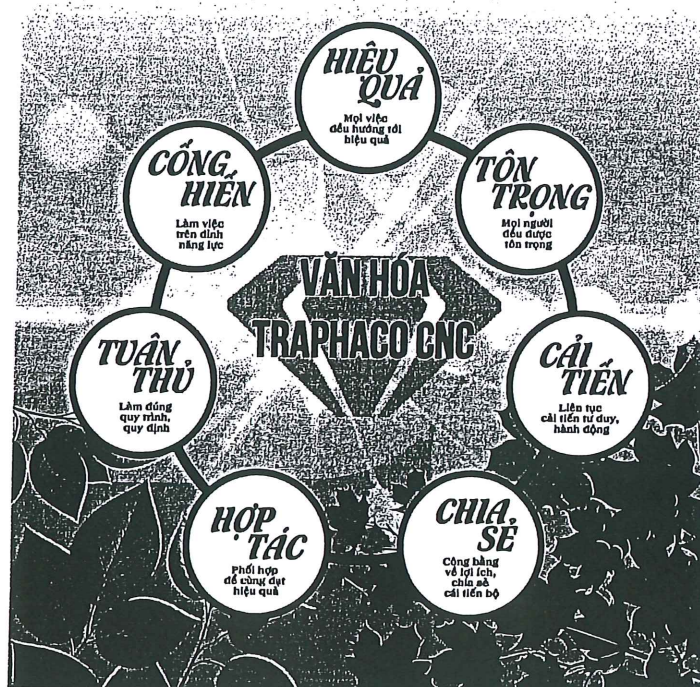 HIỆU
QUẢ
Mọi việc
đều hướng tới
hiệu quả
CỐNG
HIẾN
Làm việc
trên đỉnh
năng lực
TÔN
TRỌNG
Mọi người
đều được
tôn trọng
VĂN HÓA
TRAPHACO CNC
TUÂN
THỦ
Làm đúng
quy trình,
quy định
CẢI
TIẾN
Liên tục
cải tiến tư duy,
hành động
HỢP
TÁC
Phối hợp
để cùng đạt
hiệu quả
CHIA
SẺ
Công bằng
về lợi ích,
chia sẻ
cái tiến bộ